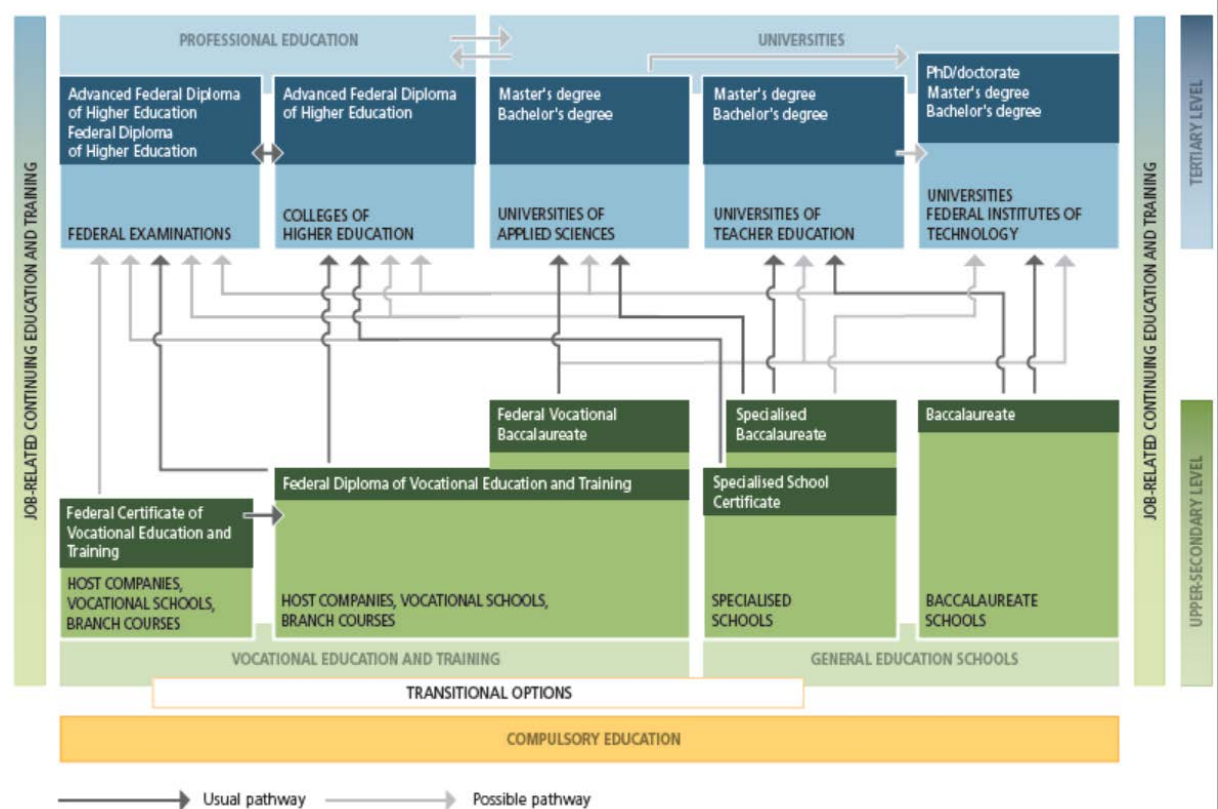 JOB-RELATED CONTINUING EDUCATION AND TRAINING
PROFESSIONAL EDUCATION
UNIVERSITIES
Advanced Federal Diploma
of Higher Education
Federal Diploma
of Higher Education
FEDERAL EXAMINATIONS
Advanced Federal Diploma
of Higher Education
COLLEGES OF
HIGHER EDUCATION
Master's degree
Bachelor's degree
UNIVERSITIES OF
APPLIED SCIENCES
Master's degree
Bachelor's degree
UNIVERSITIES OF
TEACHER EDUCATION
PhD/doctorate
Master's degree
Bachelor's degree
UNIVERSITIES
FEDERAL INSTITUTES OF
TECHNOLOGY
JOB-RELATED CONTINUING EDUCATION AND TRAINING
TERTIARY LEVEL
Federal Vocational
Baccalaureate
Specialised
Baccalaureate
Baccalaureate
Federal Diploma of Vocational Education and Training
Specialised School
Certificate
Federal Certificate of
Vocational Education and
Training
HOST COMPANIES,
VOCATIONAL SCHOOLS,
BRANCH COURSES
HOST COMPANIES, VOCATIONAL SCHOOLS,
BRANCH COURSES
SPECIALISED
SCHOOLS
BACCALAUREATE
SCHOOLS
UPPER-SECONDARY LEVEL
VOCATIONAL EDUCATION AND TRAINING
GENERAL EDUCATION SCHOOLS
TRANSITIONAL OPTIONS
COMPULSORY EDUCATION
Usual pathway
Possible pathway